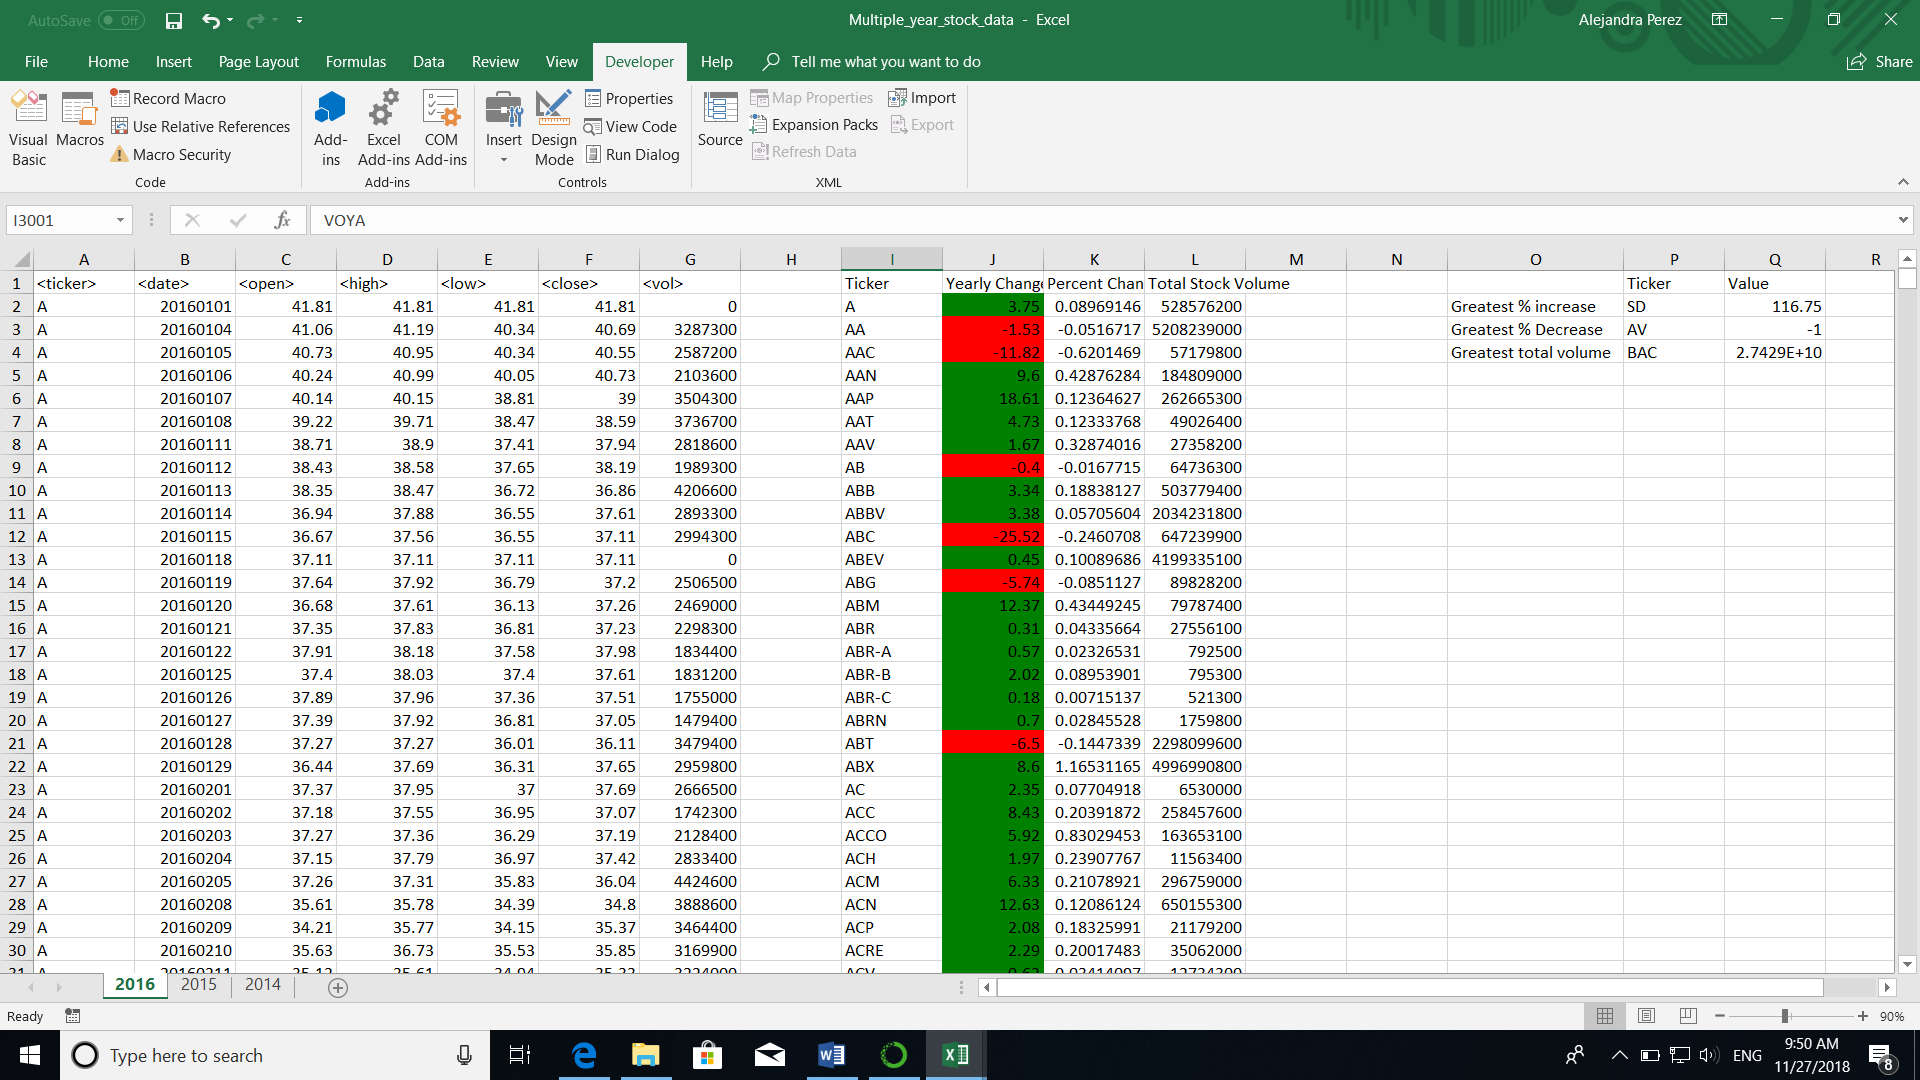 AutoSave Off
Multiple_year_stock_data - Excel
Alejandra Perez
File Home Insert Page Layout Formulas Data Review View Developer Help Tell me what you want to do Share
Visual Basic
Macros
Record Macro
Use Relative References
Macro Security
Code
Add-ins
Excel Add-ins
COM Add-ins
Add-ins
Insert
Design Mode
Properties
View Code
Run Dialog
Controls
Source
Map Properties
Expansion Packs
Refresh Data
Import
Export
XML
I3001 fx VOYA
A B C D E F G H I J K L M N O P Q R
1 <ticker> <date> <open> <high> <low> <close> <vol> Ticker Yearly Change Percent Chan Total Stock Volume Ticker Value
2 A 20160101 41.81 41.81 41.81 41.81 0 A 3.75 0.08969146 528576200 Greatest % increase SD 116.75
3 A 20160104 41.06 41.19 40.34 40.69 3287300 AA -1.53 -0.0516717 5208239000 Greatest % Decrease AV -1
4 A 20160105 40.73 40.95 40.34 40.55 2587200 AAC -11.82 -0.6201469 57179800 Greatest total volume BAC 2.7429E+10
5 A 20160106 40.24 40.99 40.05 40.73 2103600 AAN 9.6 0.42876284 184809000
6 A 20160107 40.14 40.15 38.81 39 3504300 AAP 18.61 0.12364627 262665300
7 A 20160108 39.22 39.71 38.47 38.59 3736700 AAT 4.73 0.12333768 49026400
8 A 20160111 38.71 38.9 37.41 37.94 2818600 AAV 1.67 0.32874016 27358200
9 A 20160112 38.43 38.58 37.65 38.19 1989300 AB -0.4 -0.0167715 64736300
10 A 20160113 38.35 38.47 36.72 36.86 4206600 ABB 3.34 0.18838127 503779400
11 A 20160114 36.94 37.88 36.55 37.61 2893300 ABBV 3.38 0.05705604 2034231800
12 A 20160115 36.67 37.56 36.55 37.11 2994300 ABC -25.52 -0.2460708 647239900
13 A 20160118 37.11 37.11 37.11 37.11 0 ABEV 0.45 0.10089686 4199335100
14 A 20160119 37.64 37.92 36.79 37.2 2506500 ABG -5.74 -0.0851127 89828200
15 A 20160120 36.68 37.61 36.13 37.26 2469000 ABM 12.37 0.43449245 79787400
16 A 20160121 37.35 37.83 36.81 37.23 2298300 ABR 0.31 0.04335664 27556100
17 A 20160122 37.91 38.18 37.58 37.98 1834400 ABR-A 0.57 0.02326531 792500
18 A 20160125 37.4 38.03 37.4 37.61 1831200 ABR-B 2.02 0.08953901 795300
19 A 20160126 37.89 37.96 37.36 37.51 1755000 ABR-C 0.18 0.00715137 521300
20 A 20160127 37.39 37.92 36.81 37.05 1479400 ABRN 0.7 0.02845528 1759800
21 A 20160128 37.27 37.27 36.01 36.11 3479400 ABT -6.5 -0.1447339 2298099600
22 A 20160129 36.44 37.69 36.31 37.65 2959800 ABX 8.6 1.16531165 4996990800
23 A 20160201 37.37 37.95 37 37.69 2666500 AC 2.35 0.07704918 6530000
24 A 20160202 37.18 37.55 36.95 37.07 1742300 ACC 8.43 0.20391872 258457600
25 A 20160203 37.27 37.36 36.29 37.19 2128400 ACCO 5.92 0.83029453 163653100
26 A 20160204 37.15 37.79 36.97 37.42 2833400 ACH 1.97 0.23907767 11563400
27 A 20160205 37.26 37.31 35.83 36.04 4424600 ACM 6.33 0.21078921 296759000
28 A 20160208 35.61 35.78 34.39 34.8 3888600 ACN 12.63 0.12086124 650155300
29 A 20160209 34.21 35.77 34.15 35.37 3464400 ACP 2.08 0.18325991 21179200
30 A 20160210 35.63 36.73 35.53 35.85 3169900 ACRE 2.29 0.20017483 35062000
2016 2015 2014
Ready 90%
Type here to search
ENG
9:50 AM
11/27/2018
8